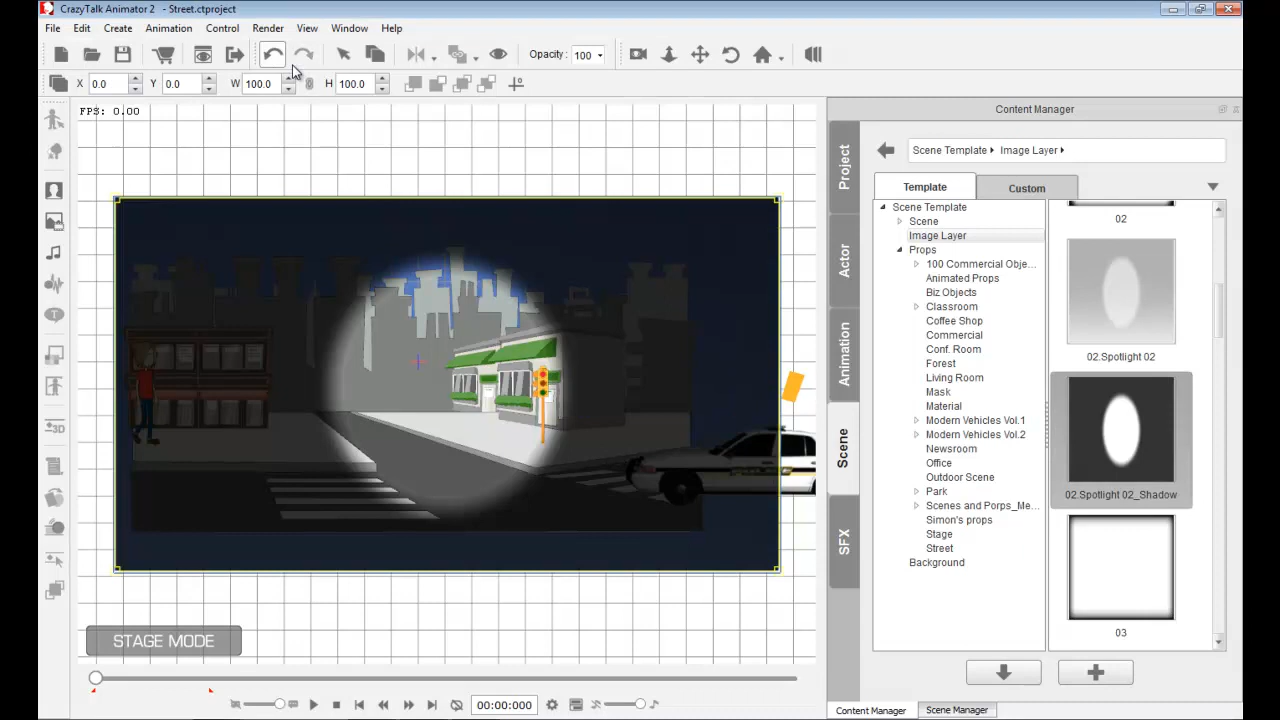 CrazyTalk Animator 2 - Street.ctproject
File Edit Create Animation Control Render View Window Help
Opacity: 100
X 0.0 Y 0.0 W 100.0 H 100.0
FPS: 0.00
STAGE MODE
00:00:000
Content Manager
Project
Actor
Animation
Scene
SFX
Scene Template Image Layer
Template Custom
Scene Template
Scene
Image Layer
Props
100 Commercial Obje...
Animated Props
Biz Objects
Classroom
Coffee Shop
Commercial
Conf. Room
Forest
Living Room
Mask
Material
Modern Vehicles Vol.1
Modern Vehicles Vol.2
Newsroom
Office
Outdoor Scene
Park
Scenes and Porps_Me...
Simon's props
Stage
Street
Background
02
02.Spotlight 02
02.Spotlight 02_Shadow
03
Content Manager Scene Manager